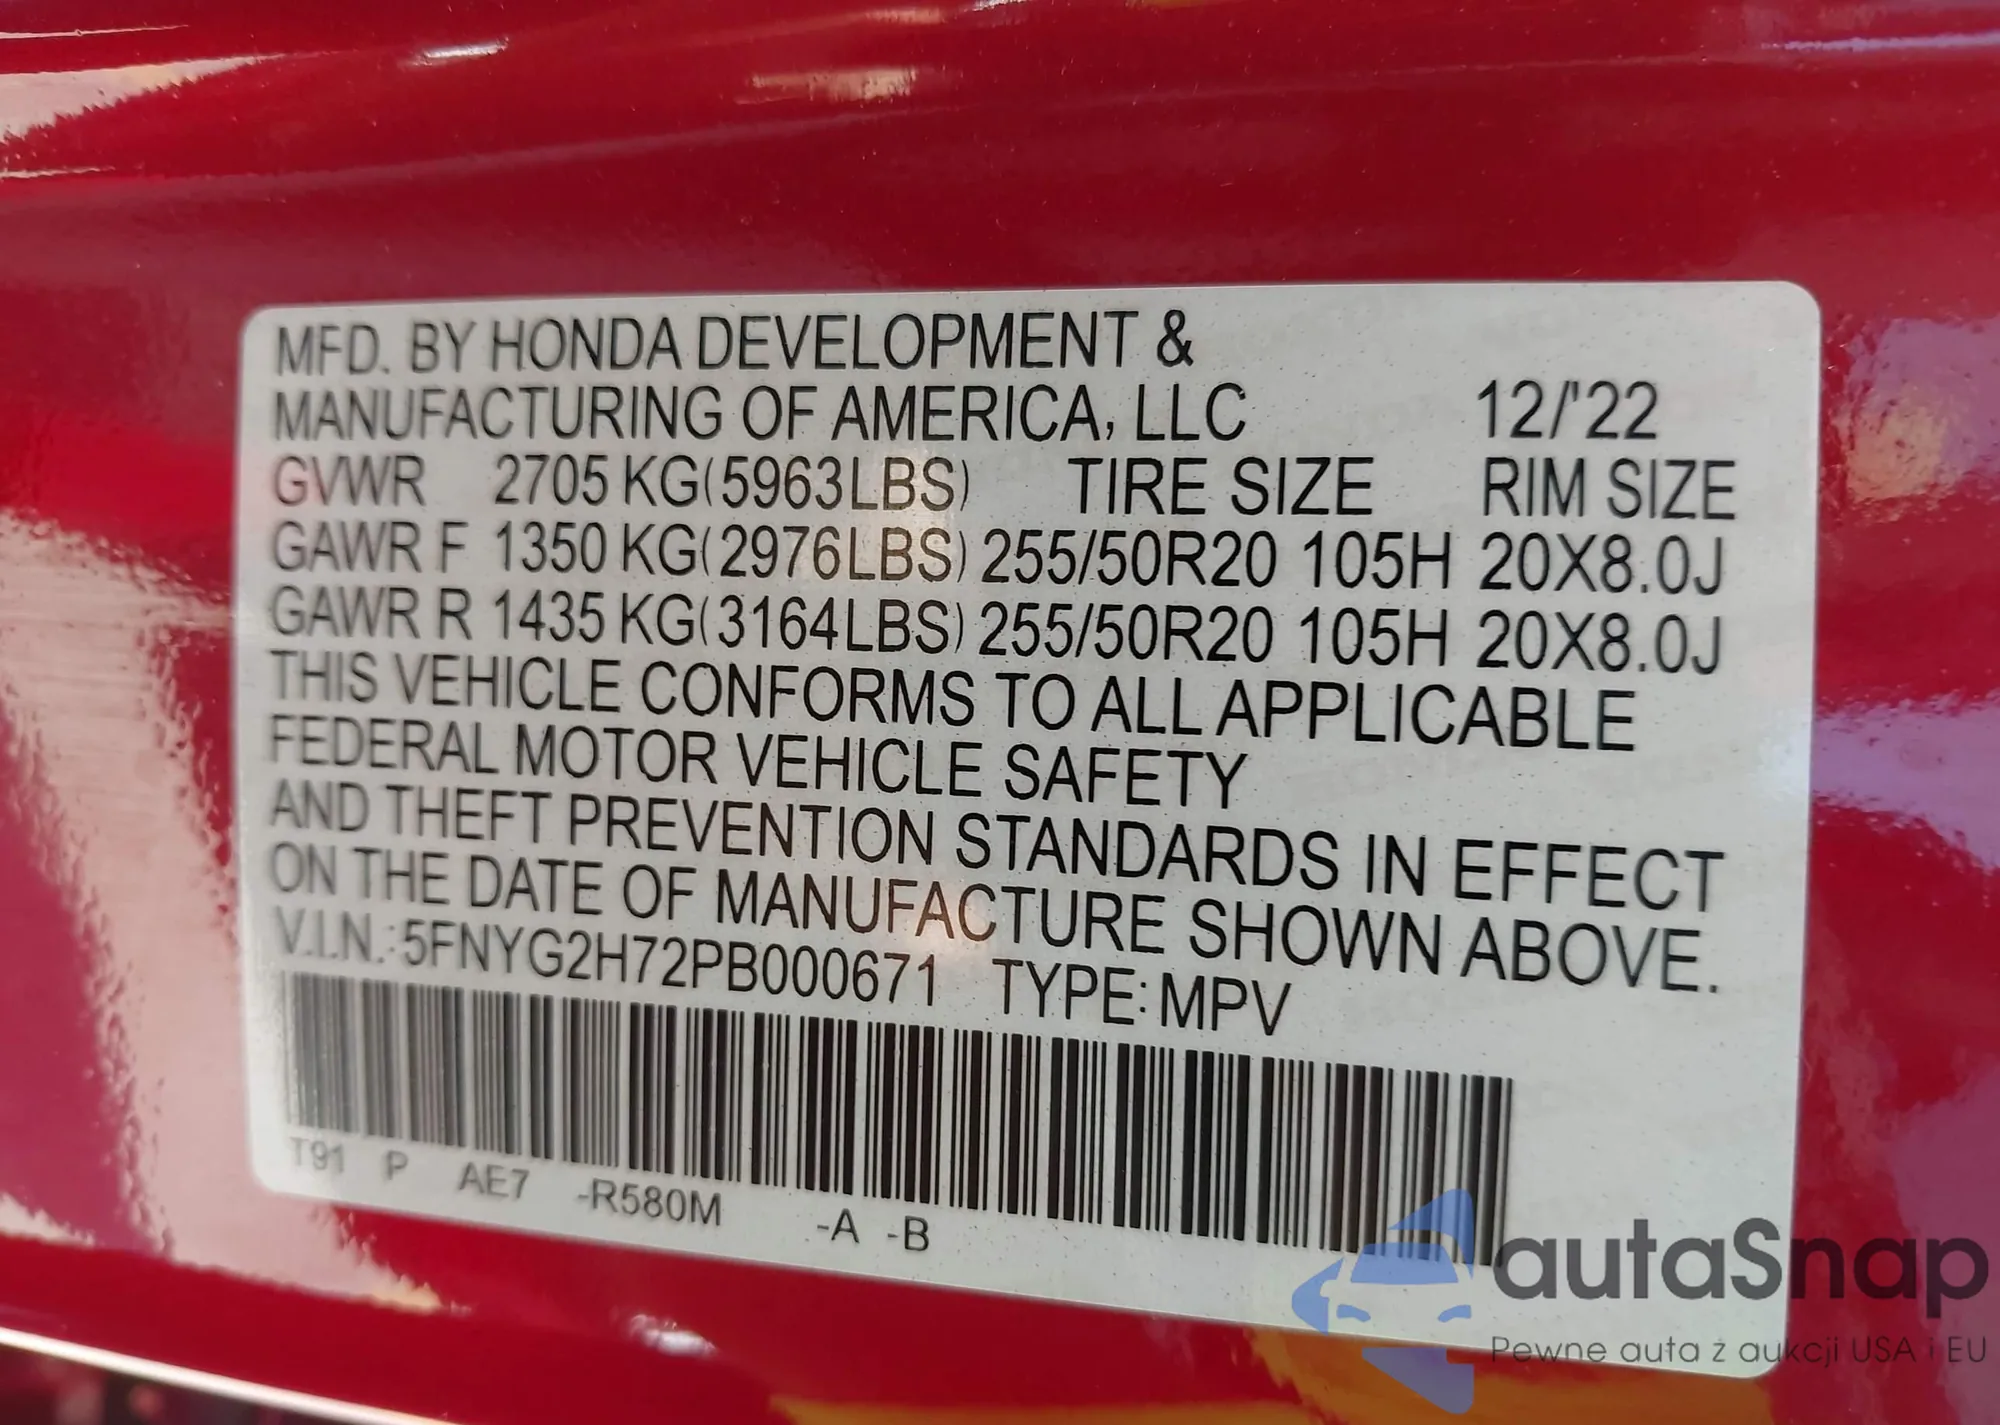 MFD. BY HONDA DEVELOPMENT &
MANUFACTURING OF AMERICA, LLC 12/'22
GVWR 2705 KG(5963LBS) TIRE SIZE RIM SIZE
GAWR F 1350 KG(2976LBS) 255/50R20 105H 20X8.0J
GAWR R 1435 KG(3164LBS) 255/50R20 105H 20X8.0J
THIS VEHICLE CONFORMS TO ALL APPLICABLE
FEDERAL MOTOR VEHICLE SAFETY
AND THEFT PREVENTION STANDARDS IN EFFECT
ON THE DATE OF MANUFACTURE SHOWN ABOVE.
V.I.N.:5FNYG2H72PB000671 TYPE:MPV
T91 P AE7 -R580M -A -B
autaSnap
Pewne auta z aukcji USA i EU